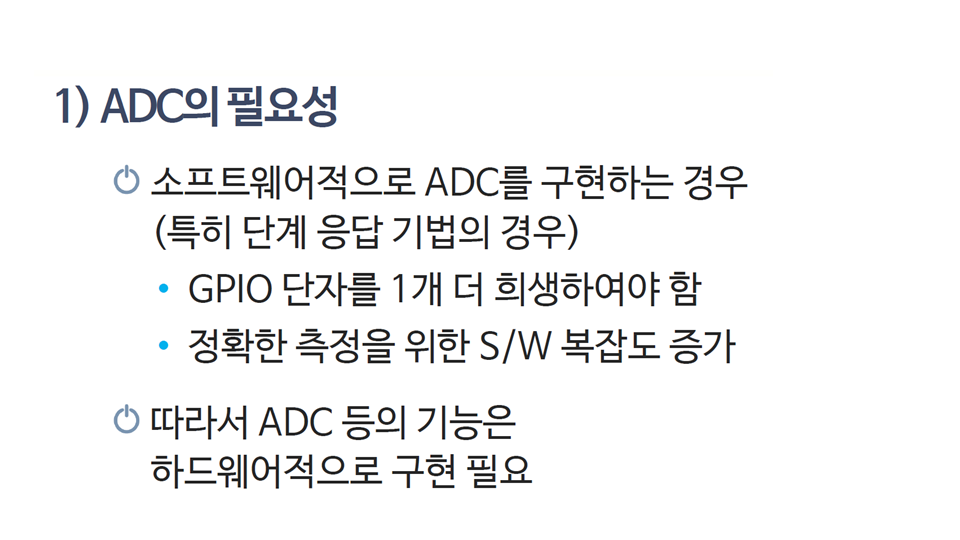 1) ADC의 필요성
소프트웨어적으로 ADC를 구현하는 경우
(특히 단계 응답 기법의 경우)
• GPIO 단자를 1개 더 희생하여야 함
• 정확한 측정을 위한 S/W 복잡도 증가
따라서 ADC 등의 기능은
하드웨어적으로 구현 필요